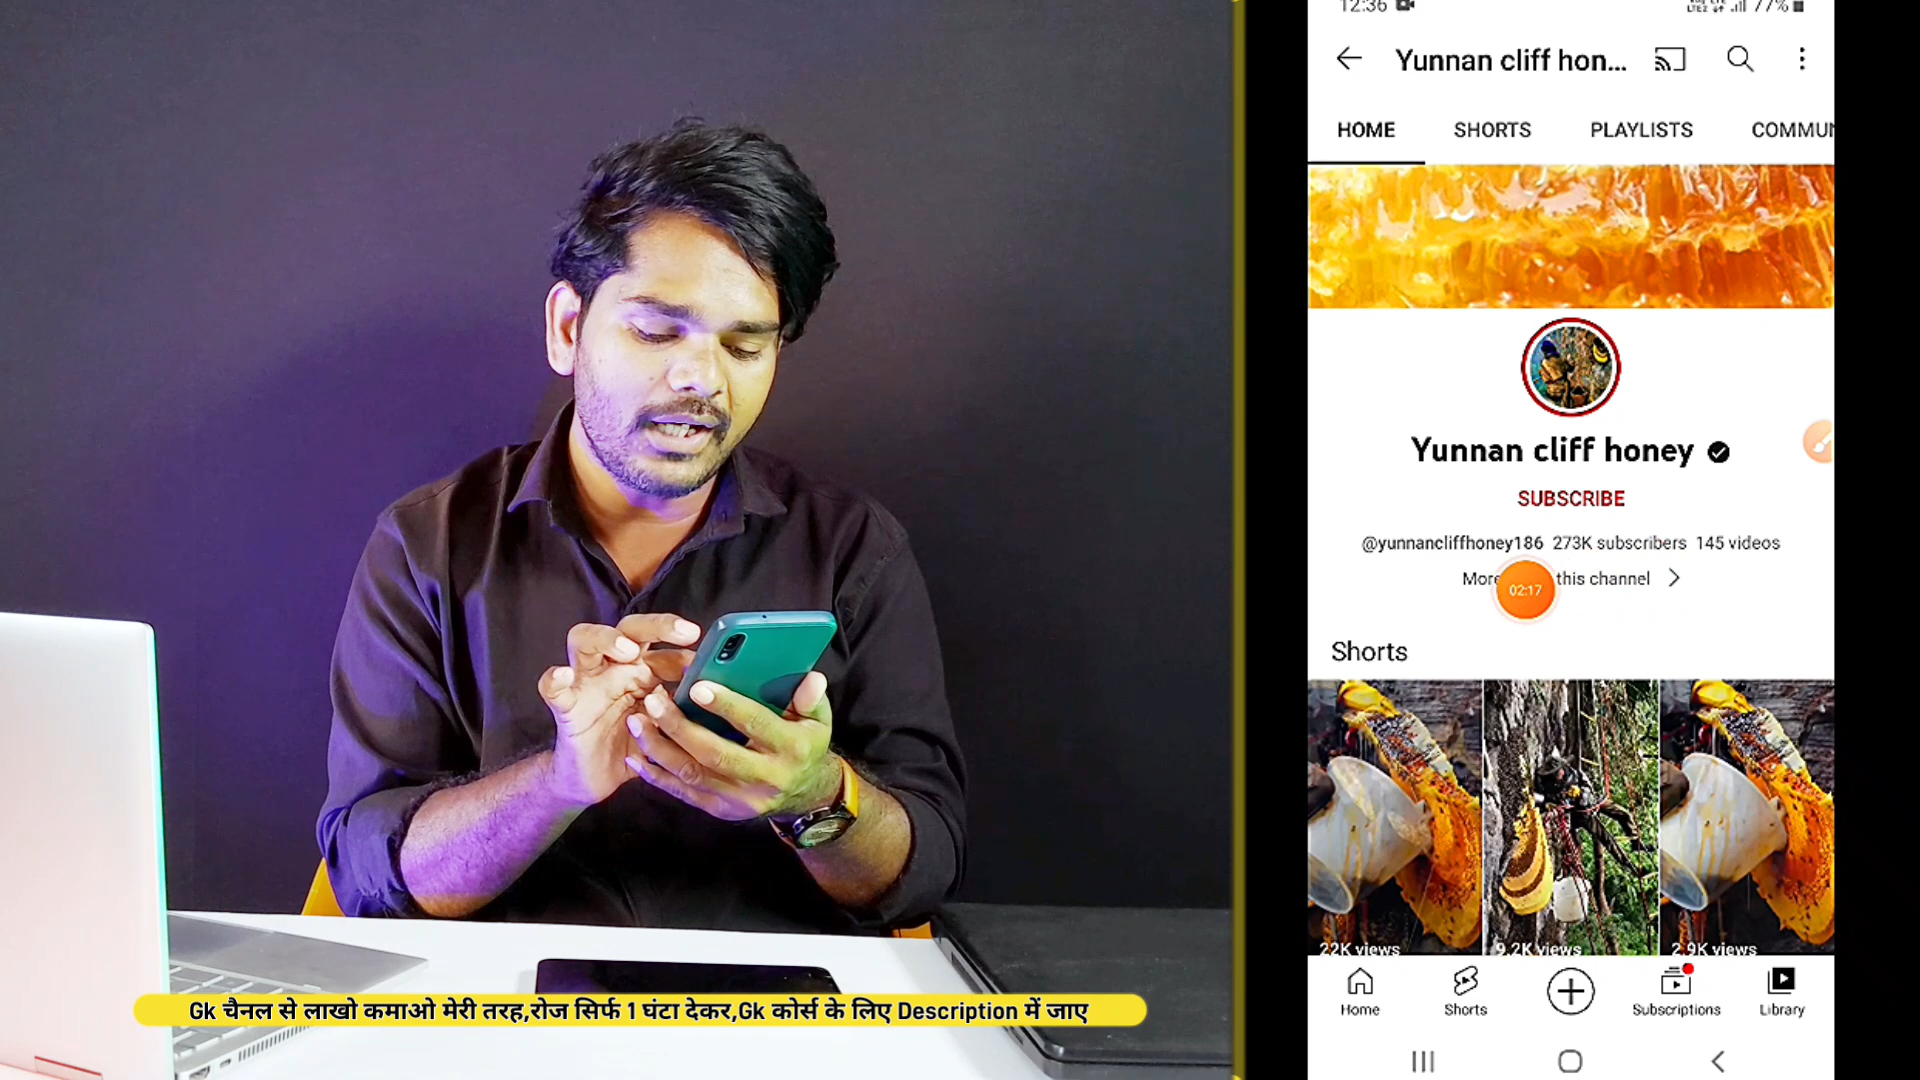 12:36
77%
Yunnan cliff hon...
HOME SHORTS PLAYLISTS COMMUN
Yunnan cliff honey
SUBSCRIBE
@yunnancliffhoney186 273K subscribers 145 videos
More this channel
02:17
Shorts
22K views 9.2K views 2.9K views
Home Shorts Subscriptions Library
Gk चैनल से लाखो कमाओ मेरी तरह,रोज सिर्फ 1 घंटा देकर,Gk कोर्स के लिए Description में जाए